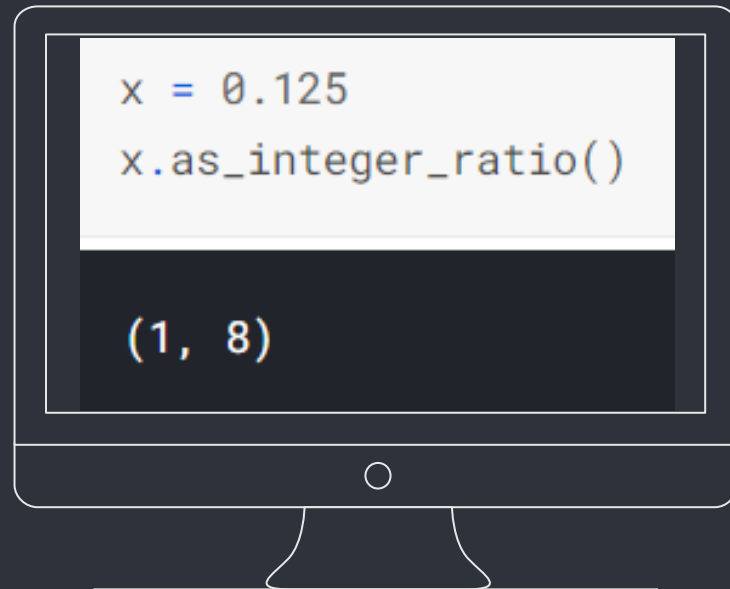 x = 0.125
x.as_integer_ratio()
(1, 8)